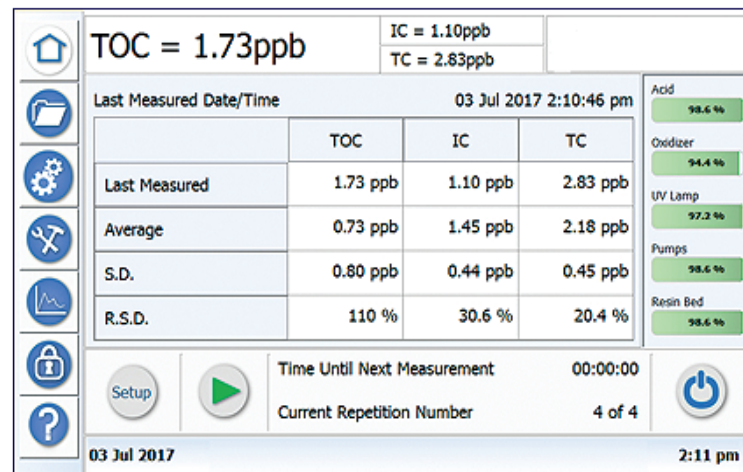 TOC = 1.73ppb
IC = 1.10ppb
TC = 2.83ppb
Last Measured Date/Time 03 Jul 2017 2:10:46 pm
TOC IC TC
Last Measured 1.73 ppb 1.10 ppb 2.83 ppb
Average 0.73 ppb 1.45 ppb 2.18 ppb
S.D. 0.80 ppb 0.44 ppb 0.45 ppb
R.S.D. 110 % 30.6 % 20.4 %
Acid
98.6 %
Oxidizer
94.4 %
UV Lamp
97.2 %
Pumps
98.6 %
Resin Bed
98.6 %
Setup
Time Until Next Measurement 00:00:00
Current Repetition Number 4 of 4
?
03 Jul 2017 2:11 pm